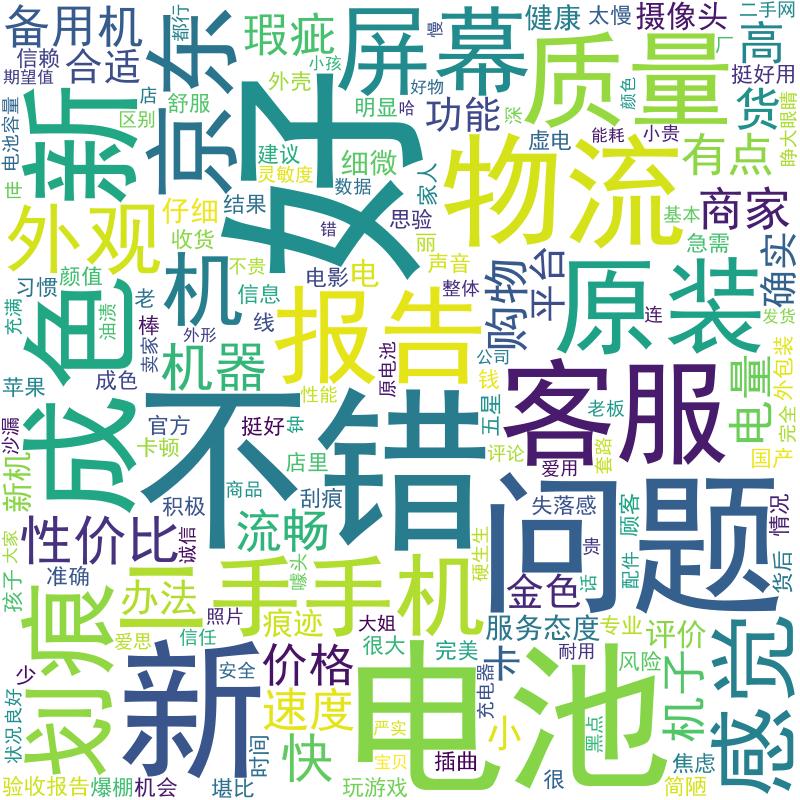 备用机
信赖
期望值
合适
电池容量
店
区别
舒服
都行
京东
瑕疵
小孩
外壳
屏幕
慢
好物
哈
明显
功能
健康
太慢
摄像头
二手网
厂
高
挺好用
货
睁大眼睛
质量
颜色
深
能耗
小贵
虚电
新
好
建议
灵敏度
细微
数据
家人
物流
有点
商家
基本
外观
仔细
收货
结果
错
思验
丽
急需
确实
习惯
颜值
不贵
信息
电影
电
声音
整体
购物
平台
原装
连
发货
充满
油渍
老
棒
卖家
外形
机
线
报告
原电池
公司
钱
成色
苹果
成色
机器
性能
五星
客服
老板
电量
外包装
完全
沙漏
新机
官方
卡顿
挺好
钟
店里
不错
评论
爱用
套路
国产
积极
商品
刮痕
问题
失落感
顾客
情况
性价比
诚信
流畅
噱头
硬生生
贵
话
配件
货后
大家
孩子
准确
办法
二手手机
金色
划痕
爱思
照片
信任
痕迹
大姐
很大
完美
服务态度
专业
评价
耐用
风险
卡
少
新
安全
价格
电池
充电器
机子
感觉
状况良好
时间
速度
严实
小
黑点
焦虑
快
宝贝
插曲
很
简陋
验收报告
爆棚
机会
堪比
玩游戏